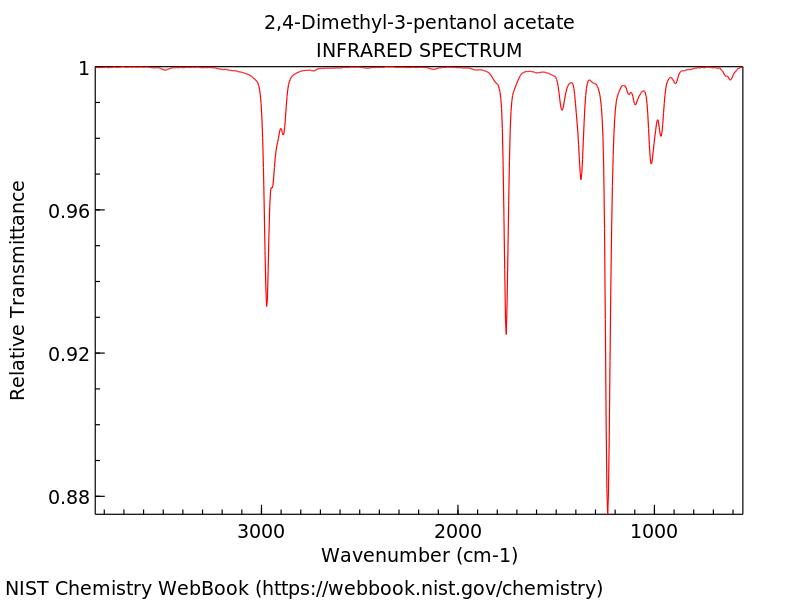 2,4-Dimethyl-3-pentanol acetate
INFRARED SPECTRUM
1
0.96
0.92
0.88
Relative Transmittance
3000 2000 1000
Wavenumber (cm-1)
NIST Chemistry WebBook (https://webbook.nist.gov/chemistry)